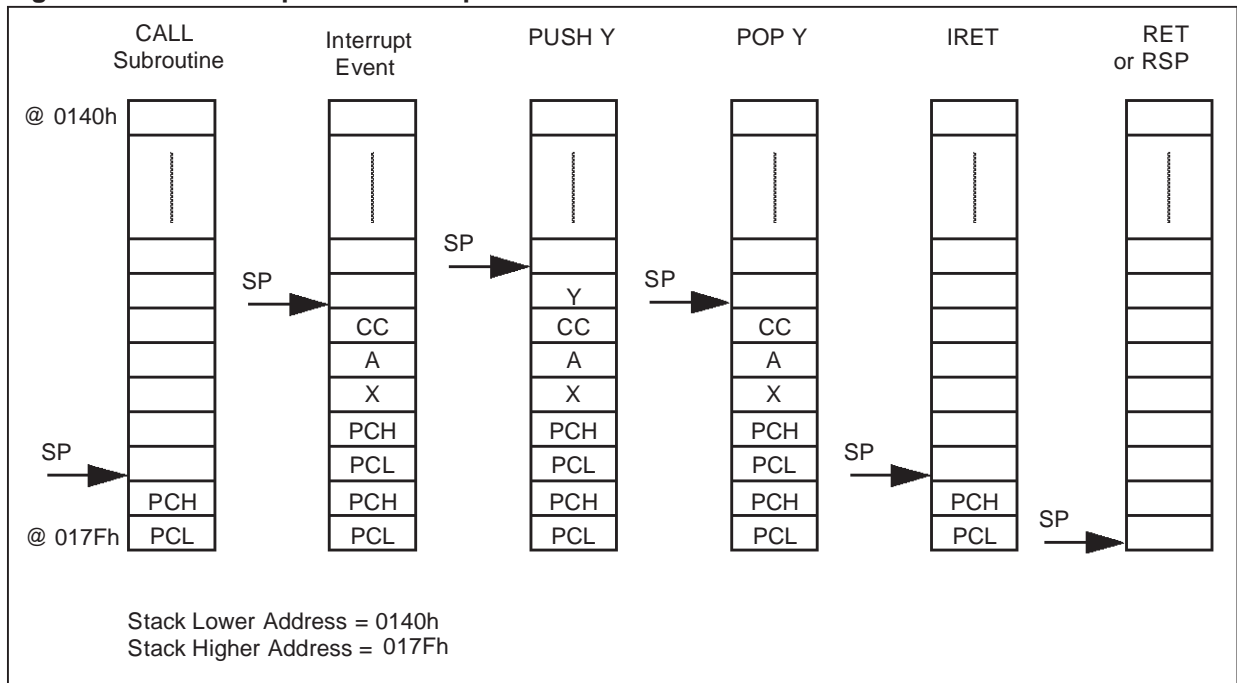 CALL
Subroutine
Interrupt
Event
PUSH Y
POP Y
IRET
RET
or RSP
@ 0140h
SP
SP
SP
Y
CC
CC
CC
A
A
A
X
X
X
PCH
PCH
PCH
SP
PCL
PCL
PCL
SP
PCH
PCH
PCH
PCH
PCH
SP
@ 017Fh
PCL
PCL
PCL
PCL
PCL
Stack Lower Address = 0140h
Stack Higher Address = 017Fh